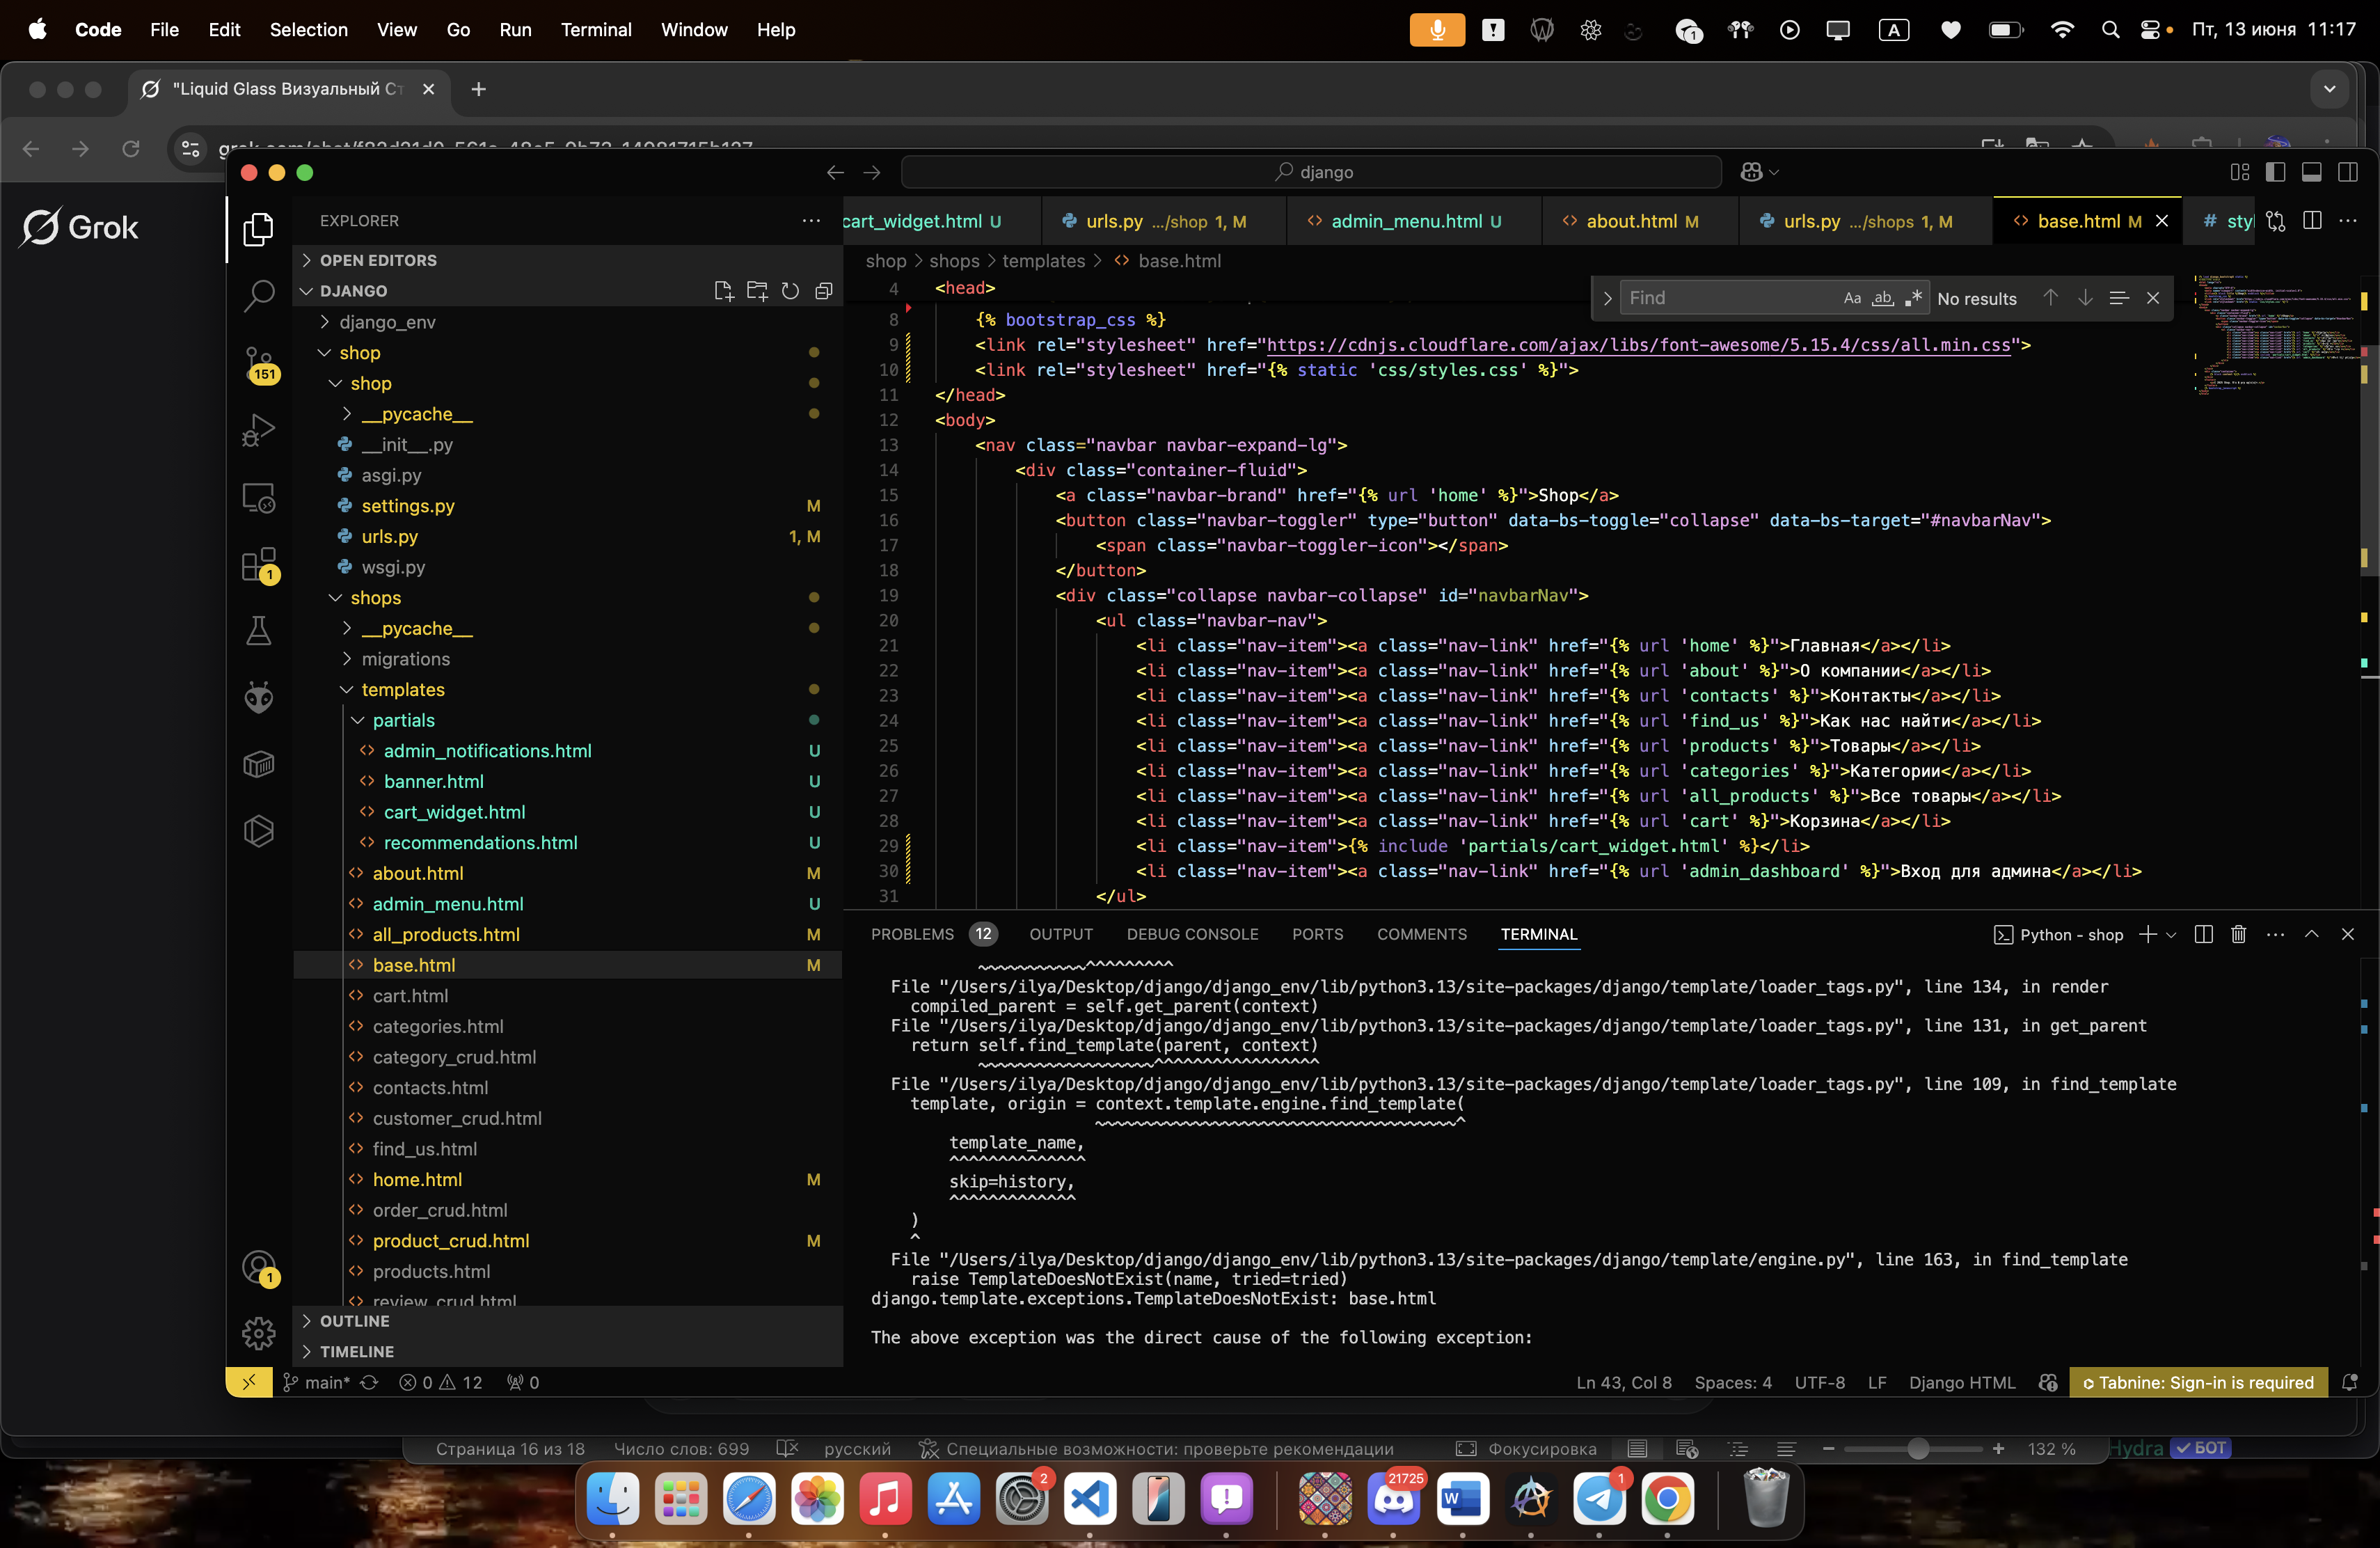 Code File Edit Selection View Go Run Terminal Window Help
1
A
Пт, 13 июня 11:17
"Liquid Glass Визуальный Ст
Grok
django
EXPLORER
OPEN EDITORS
DJANGO
django_env
shop
shop
__pycache__
__init__.py
asgi.py
settings.py M
urls.py 1, M
wsgi.py
shops
__pycache__
migrations
templates
partials
admin_notifications.html U
banner.html U
cart_widget.html U
recommendations.html U
about.html M
admin_menu.html U
all_products.html M
base.html M
cart.html
categories.html
category_crud.html
contacts.html
customer_crud.html
find_us.html
home.html M
order_crud.html
product_crud.html M
products.html
review_crud.html
OUTLINE
TIMELINE
151
1
1
cart_widget.html U urls.py .../shop 1, M admin_menu.html U about.html M urls.py .../shops 1, M base.html M # styl
shop > shops > templates > base.html
Find Aa ab No results
4 <head>
8 {% bootstrap_css %}
9 <link rel="stylesheet" href="https://cdnjs.cloudflare.com/ajax/libs/font-awesome/5.15.4/css/all.min.css">
10 <link rel="stylesheet" href="{% static 'css/styles.css' %}">
11 </head>
12 <body>
13 <nav class="navbar navbar-expand-lg">
14 <div class="container-fluid">
15 <a class="navbar-brand" href="{% url 'home' %}">Shop</a>
16 <button class="navbar-toggler" type="button" data-bs-toggle="collapse" data-bs-target="#navbarNav">
17 <span class="navbar-toggler-icon"></span>
18 </button>
19 <div class="collapse navbar-collapse" id="navbarNav">
20 <ul class="navbar-nav">
21 <li class="nav-item"><a class="nav-link" href="{% url 'home' %}">Главная</a></li>
22 <li class="nav-item"><a class="nav-link" href="{% url 'about' %}">О компании</a></li>
23 <li class="nav-item"><a class="nav-link" href="{% url 'contacts' %}">Контакты</a></li>
24 <li class="nav-item"><a class="nav-link" href="{% url 'find_us' %}">Как нас найти</a></li>
25 <li class="nav-item"><a class="nav-link" href="{% url 'products' %}">Товары</a></li>
26 <li class="nav-item"><a class="nav-link" href="{% url 'categories' %}">Категории</a></li>
27 <li class="nav-item"><a class="nav-link" href="{% url 'all_products' %}">Все товары</a></li>
28 <li class="nav-item"><a class="nav-link" href="{% url 'cart' %}">Корзина</a></li>
29 <li class="nav-item">{% include 'partials/cart_widget.html' %}</li>
30 <li class="nav-item"><a class="nav-link" href="{% url 'admin_dashboard' %}">Вход для админа</a></li>
31 </ul>
PROBLEMS 12 OUTPUT DEBUG CONSOLE PORTS COMMENTS TERMINAL Python - shop
~~~~~~~~~~~^^^^^^^^^
File "/Users/ilya/Desktop/django/django_env/lib/python3.13/site-packages/django/template/loader_tags.py", line 134, in render
compiled_parent = self.get_parent(context)
File "/Users/ilya/Desktop/django/django_env/lib/python3.13/site-packages/django/template/loader_tags.py", line 131, in get_parent
return self.find_template(parent, context)
~~~~~~~~~~~~~~~~~~^^^^^^^^^^^^^^^^^
File "/Users/ilya/Desktop/django/django_env/lib/python3.13/site-packages/django/template/loader_tags.py", line 109, in find_template
template, origin = context.template.engine.find_template(
~~~~~~~~~~~~~~~~~~~~~~~~~~~~~~~~~~~~~^
template_name,
^^^^^^^^^^^^^^
skip=history,
^^^^^^^^^^^^^
)
^
File "/Users/ilya/Desktop/django/django_env/lib/python3.13/site-packages/django/template/engine.py", line 163, in find_template
raise TemplateDoesNotExist(name, tried=tried)
django.template.exceptions.TemplateDoesNotExist: base.html
The above exception was the direct cause of the following exception:
main* 0 12 0 Ln 43, Col 8 Spaces: 4 UTF-8 LF Django HTML Tabnine: Sign-in is required
Страница 16 из 18 Число слов: 699 русский Специальные возможности: проверьте рекомендации Фокусировка 132 % Hydra БОТ
2
21725
W
1